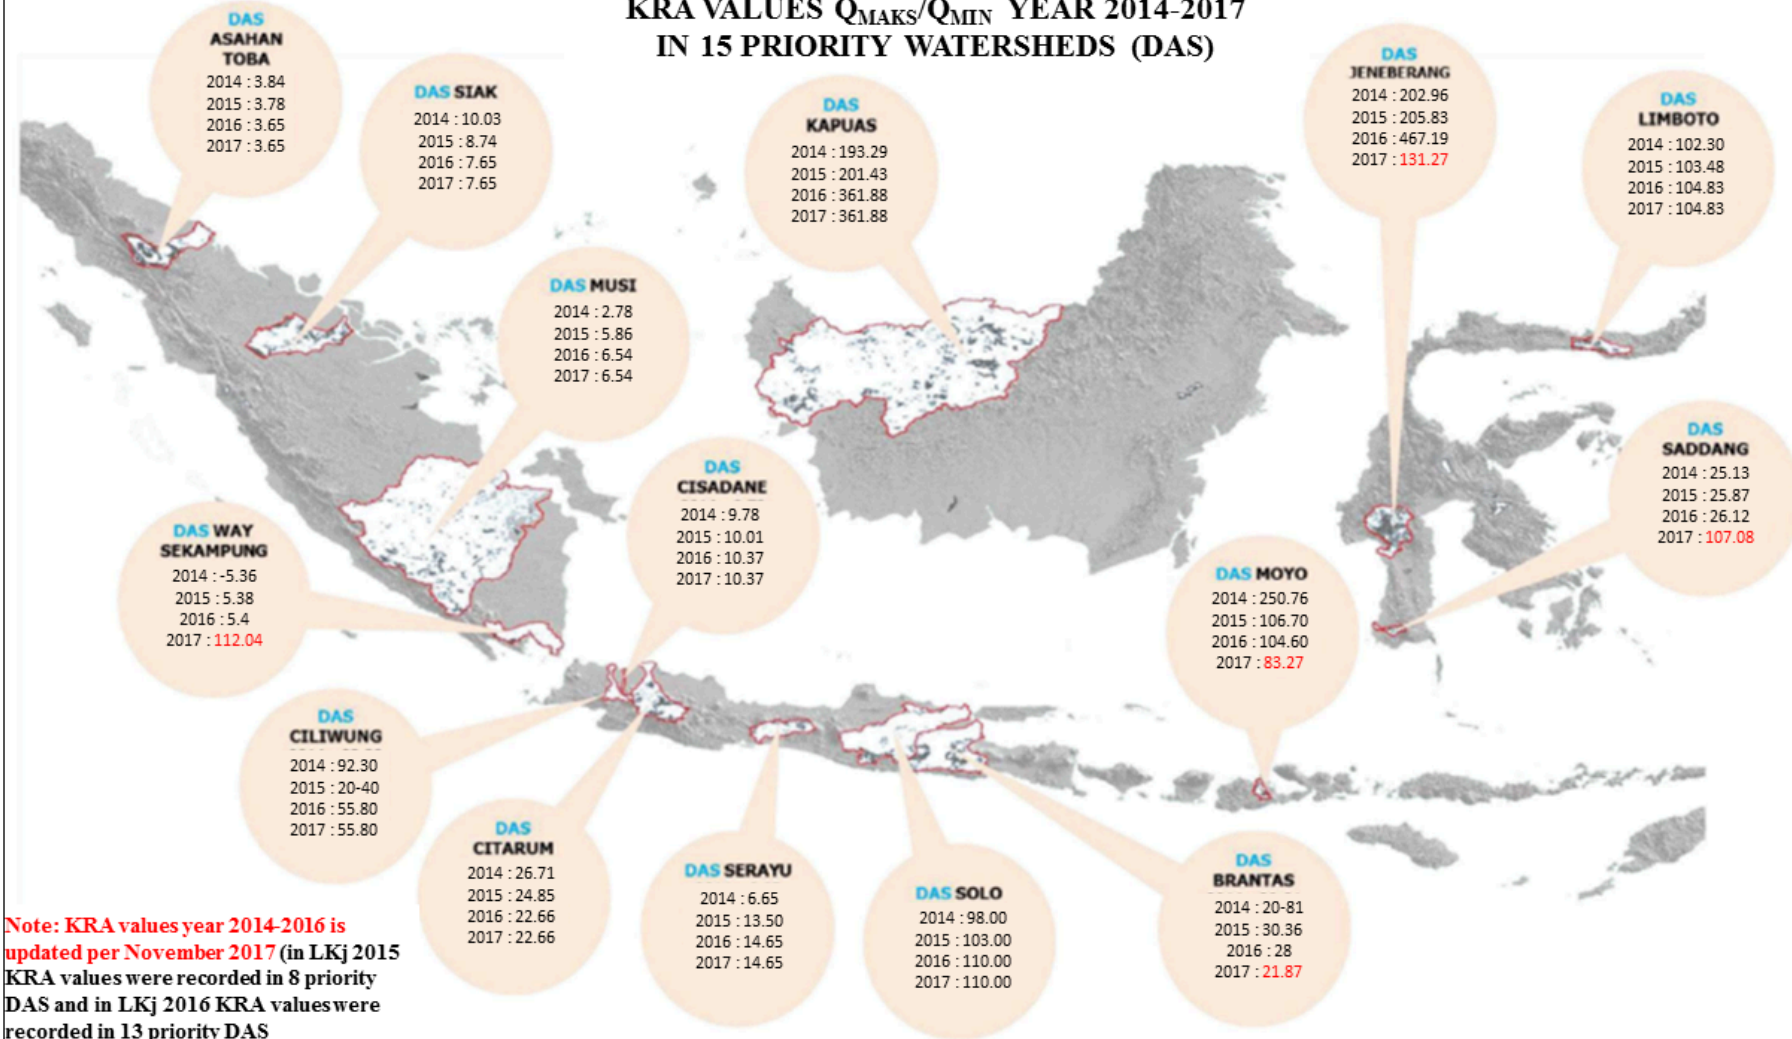 KRA VALUES QMAKS/QMIN YEAR 2014-2017
IN 15 PRIORITY WATERSHEDS (DAS)
DAS
ASAHAN
TOBA
2014 : 3.84
2015 : 3.78
2016 : 3.65
2017 : 3.65
DAS SIAK
2014 : 10.03
2015 : 8.74
2016 : 7.65
2017 : 7.65
DAS MUSI
2014 : 2.78
2015 : 5.86
2016 : 6.54
2017 : 6.54
DAS
KAPUAS
2014 : 193.29
2015 : 201.43
2016 : 361.88
2017 : 361.88
DAS
JENEBERANG
2014 : 202.96
2015 : 205.83
2016 : 467.19
2017 : 131.27
DAS
LIMBOTO
2014 : 102.30
2015 : 103.48
2016 : 104.83
2017 : 104.83
DAS
SADDANG
2014 : 25.13
2015 : 25.87
2016 : 26.12
2017 : 107.08
DAS
CISADANE
2014 : 9.78
2015 : 10.01
2016 : 10.37
2017 : 10.37
DAS WAY
SEKAMPUNG
2014 : -5.36
2015 : 5.38
2016 : 5.4
2017 : 112.04
DAS MOYO
2014 : 250.76
2015 : 106.70
2016 : 104.60
2017 : 83.27
DAS
CILIWUNG
2014 : 92.30
2015 : 20-40
2016 : 55.80
2017 : 55.80
DAS
CITARUM
2014 : 26.71
2015 : 24.85
2016 : 22.66
2017 : 22.66
DAS SERAYU
2014 : 6.65
2015 : 13.50
2016 : 14.65
2017 : 14.65
DAS SOLO
2014 : 98.00
2015 : 103.00
2016 : 110.00
2017 : 110.00
DAS
BRANTAS
2014 : 20-81
2015 : 30.36
2016 : 28
2017 : 21.87
Note: KRA values year 2014-2016 is
updated per November 2017 (in LKj 2015
KRA values were recorded in 8 priority
DAS and in LKj 2016 KRA values were
recorded in 13 priority DAS